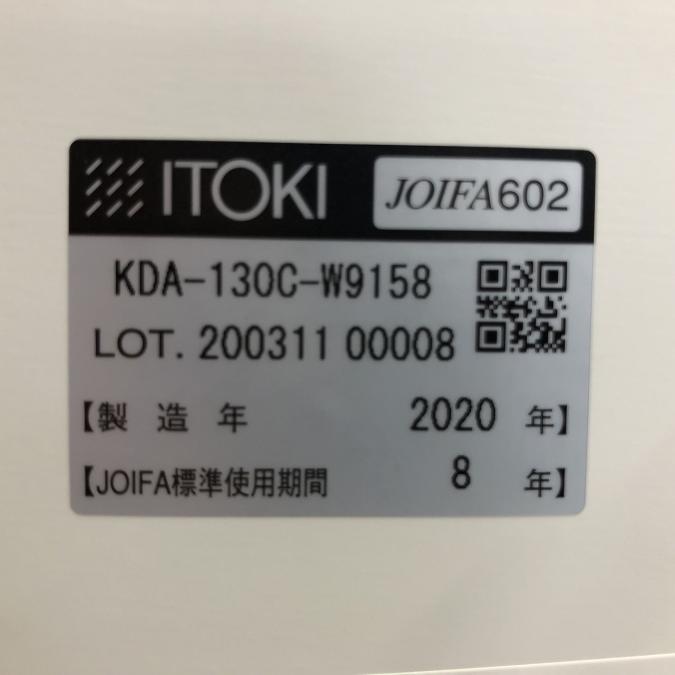 ITOKI JOIFA602
KDA-130C-W9158
LOT. 200311 00008
【製造年 2020 年】
【JOIFA標準使用期間 8 年】